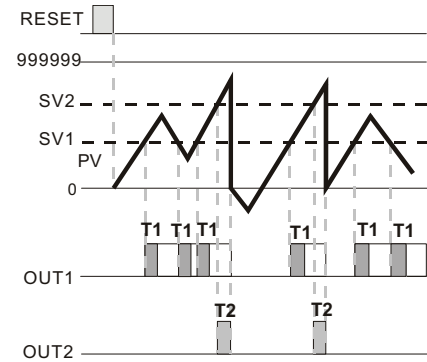 RESET
999999
SV2
SV1
PV
0
T1 T1 T1 T1 T1 T1
OUT1
T2 T2
OUT2